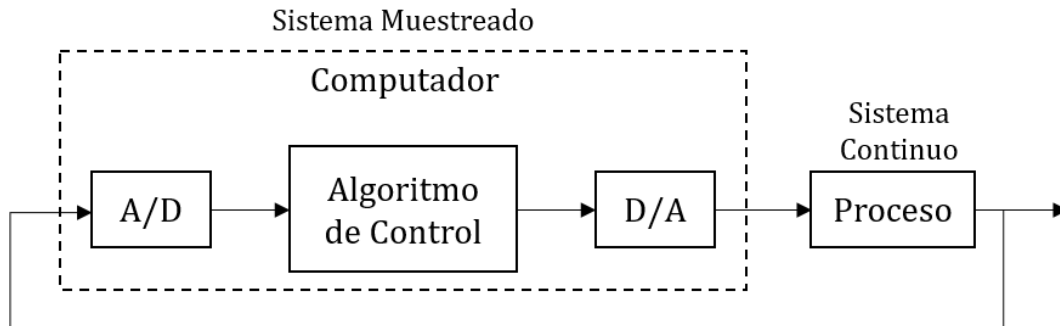 Sistema Muestreado
Computador
Sistema
Continuo
A/D
Algoritmo
de Control
D/A
Proceso